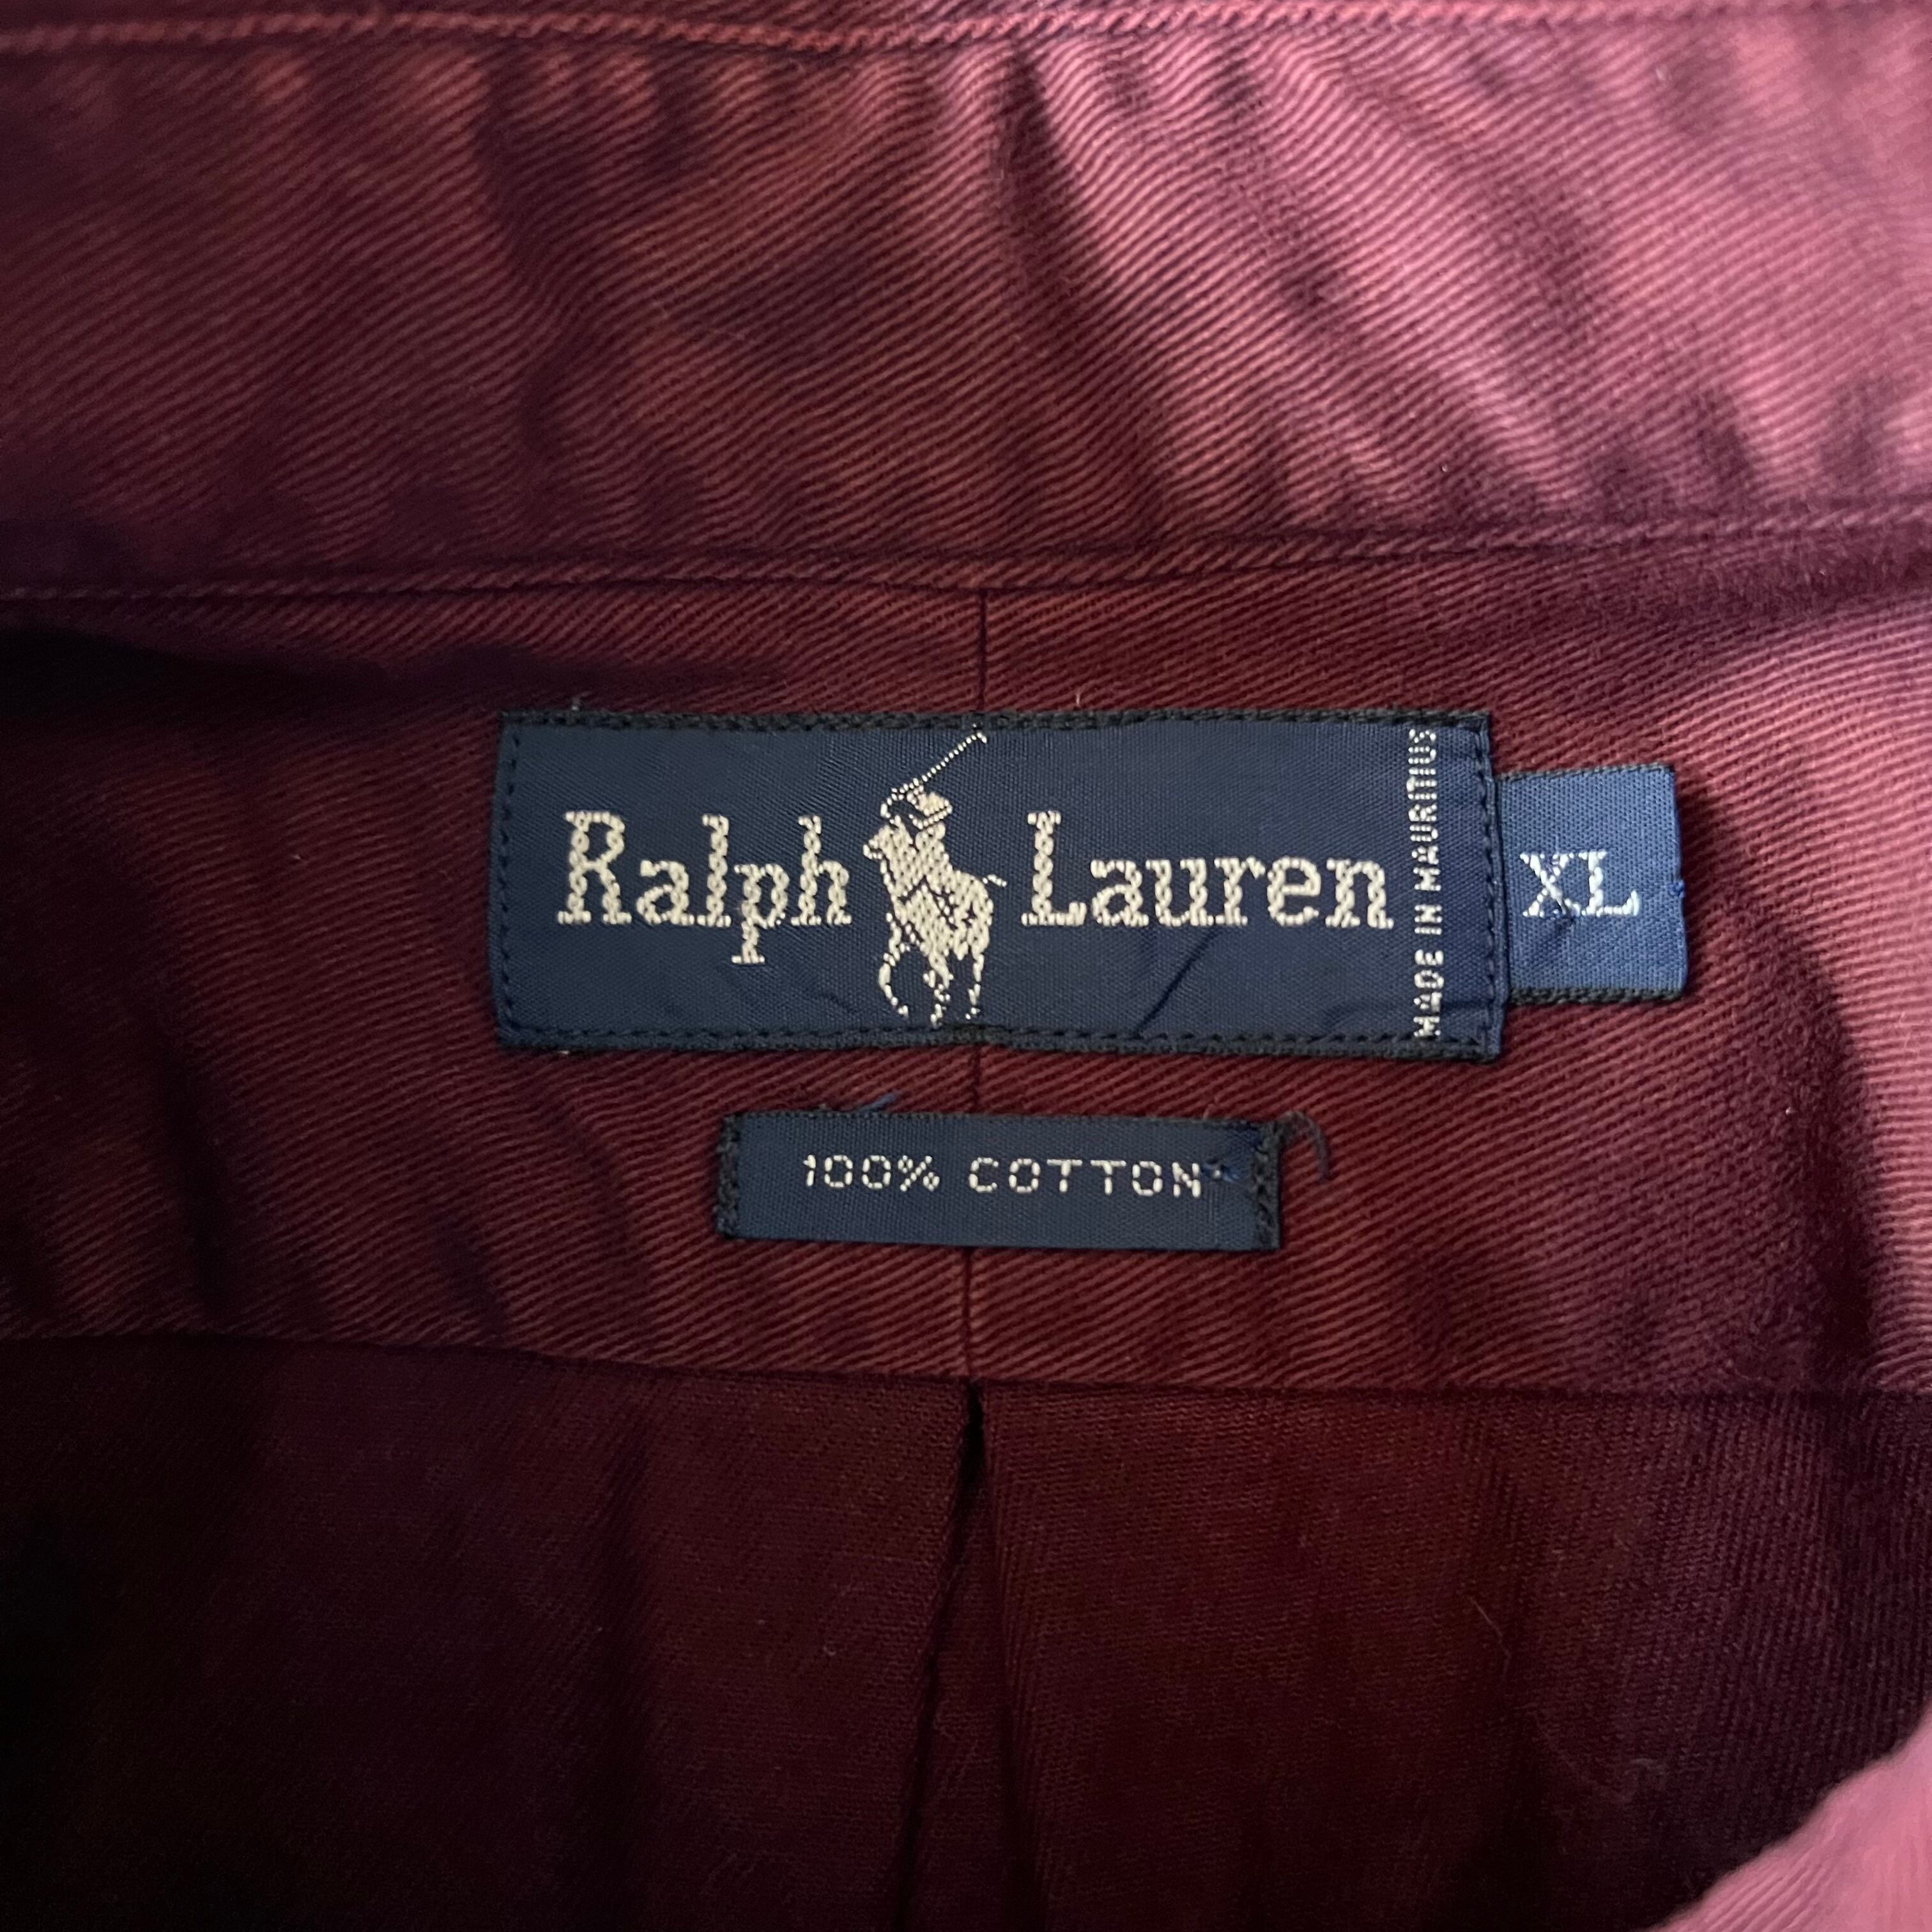 Ralph Lauren
MADE IN MAURITIUS
XL
100% COTTON